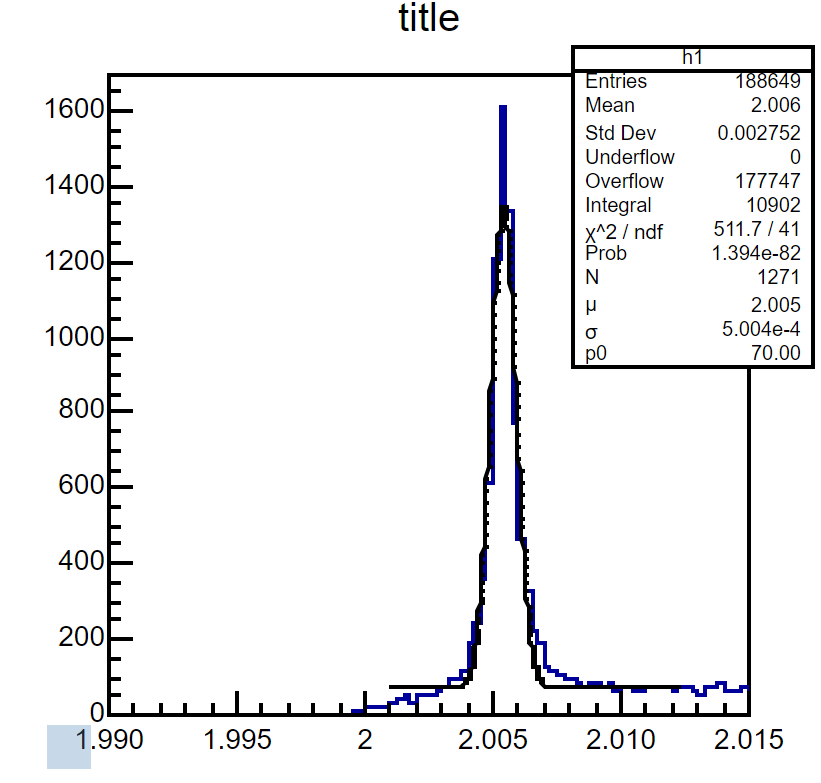 title
h1
Entries 188649
Mean 2.006
Std Dev 0.002752
Underflow 0
Overflow 177747
Integral 10902
χ^2 / ndf 511.7 / 41
Prob 1.394e-82
N 1271
μ 2.005
σ 5.004e-4
p0 70.00
1600
1400
1200
1000
800
600
400
200
0
1.990 1.995 2 2.005 2.010 2.015